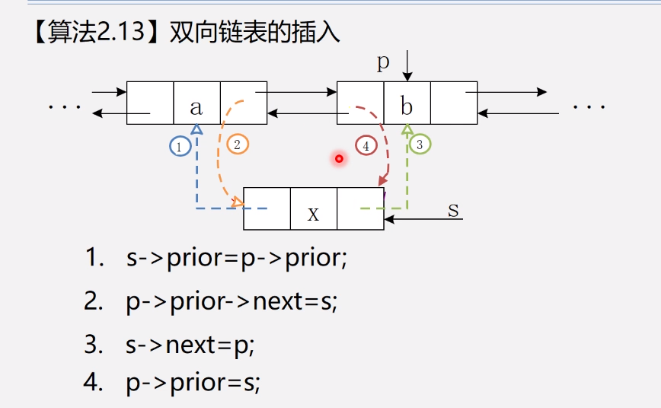 【算法2.13】双向链表的插入
p
... a b ...
① ② ④ ③
x s
1. s->prior=p->prior;
2. p->prior->next=s;
3. s->next=p;
4. p->prior=s;